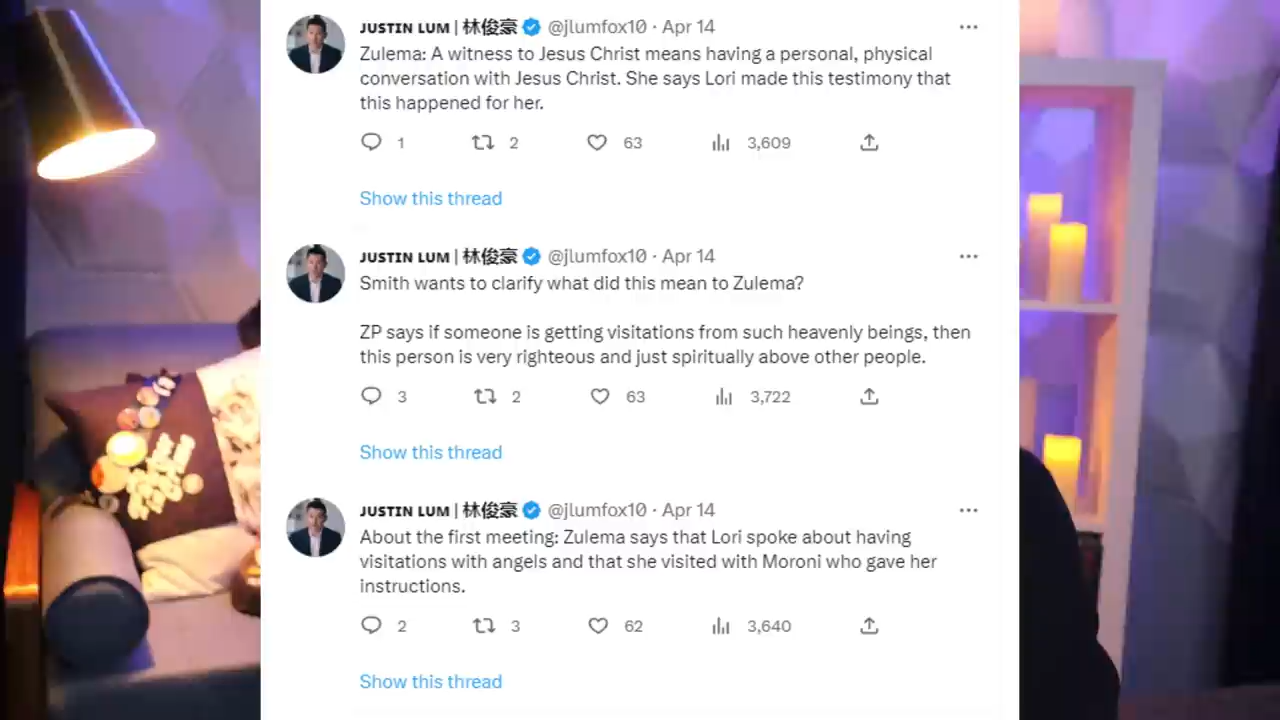 JUSTIN LUM | 林俊豪 @jlumfox10 · Apr 14
Zulema: A witness to Jesus Christ means having a personal, physical
conversation with Jesus Christ. She says Lori made this testimony that
this happened for her.
1 2 63 3,609
Show this thread
JUSTIN LUM | 林俊豪 @jlumfox10 · Apr 14
Smith wants to clarify what did this mean to Zulema?
ZP says if someone is getting visitations from such heavenly beings, then
this person is very righteous and just spiritually above other people.
3 2 63 3,722
Show this thread
JUSTIN LUM | 林俊豪 @jlumfox10 · Apr 14
About the first meeting: Zulema says that Lori spoke about having
visitations with angels and that she visited with Moroni who gave her
instructions.
2 3 62 3,640
Show this thread